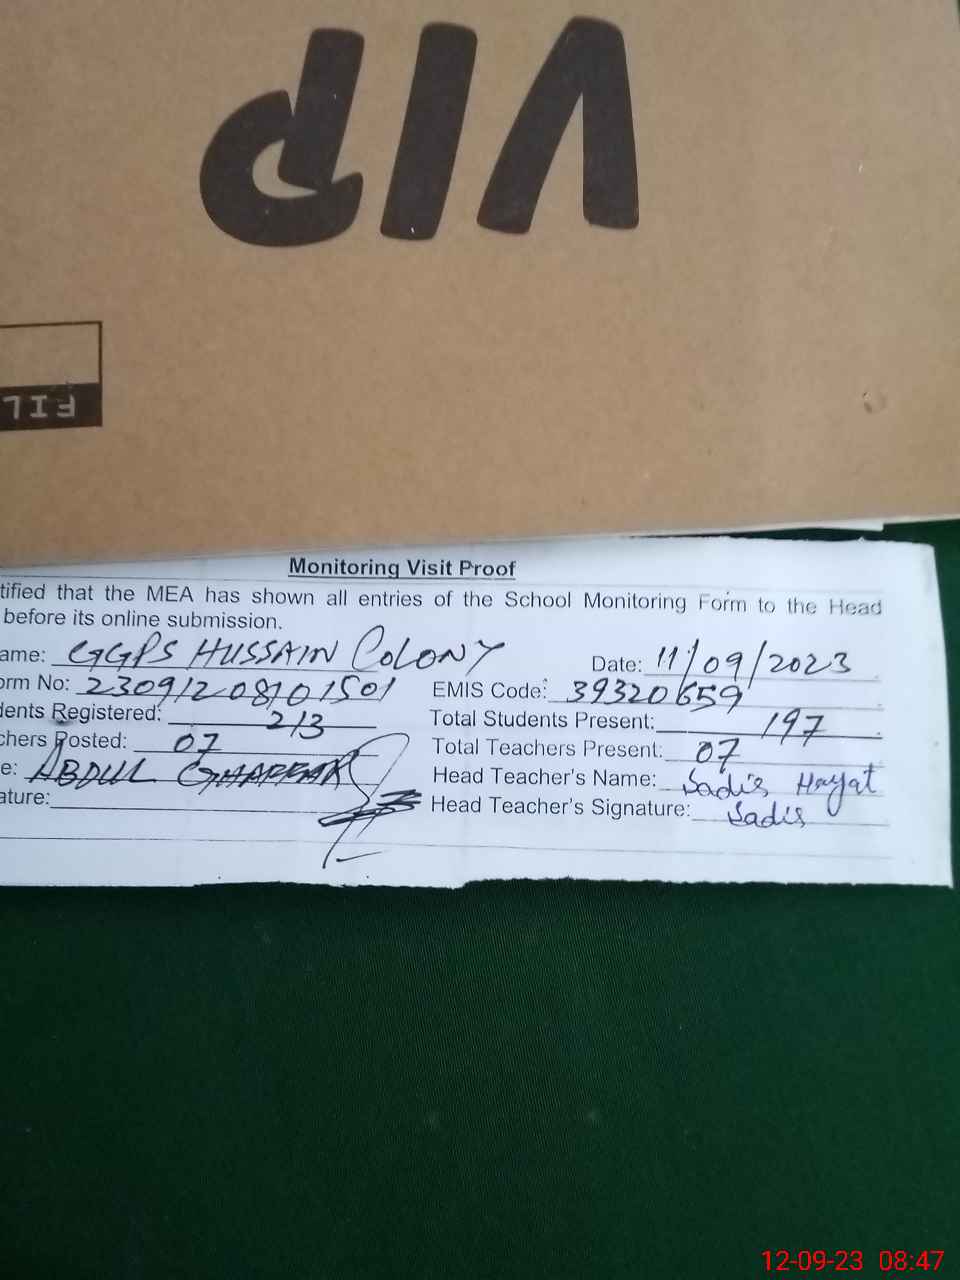 VIP
FIL
Monitoring Visit Proof
tified that the MEA has shown all entries of the School Monitoring Form to the Head
before its online submission.
ame: GGPS HUSSAIN COLONY Date: 11/09/2023
orm No: 23091208101501 EMIS Code: 39320659
dents Registered: 213 Total Students Present: 197
chers Posted: 07 Total Teachers Present: 07
e: ABDUL GHAFFAR Head Teacher's Name: Sadis Hayat
ature: Head Teacher's Signature: Sadis
12-09-23 08:47